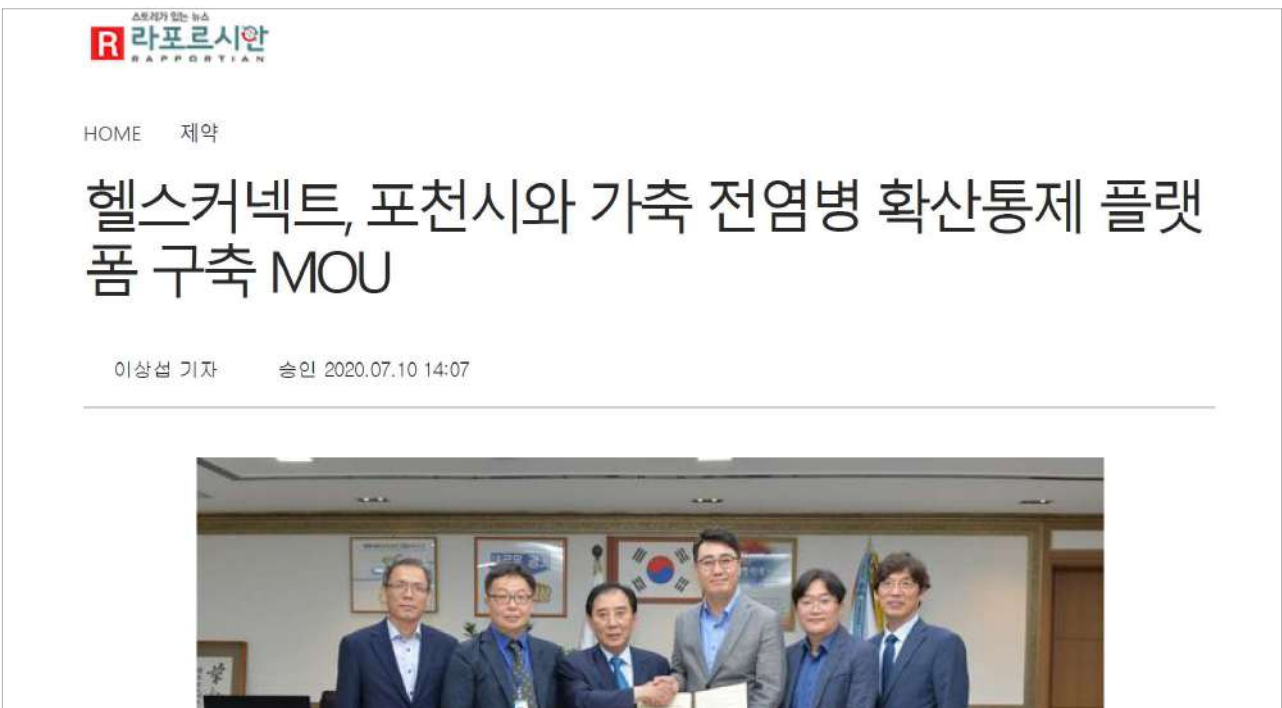 스토리가 있는 뉴스
R 라포르시안
RAPPORTIAN
HOME 제약
헬스커넥트, 포천시와 가축 전염병 확산통제 플랫
폼 구축 MOU
이상섭 기자 승인 2020.07.10 14:07